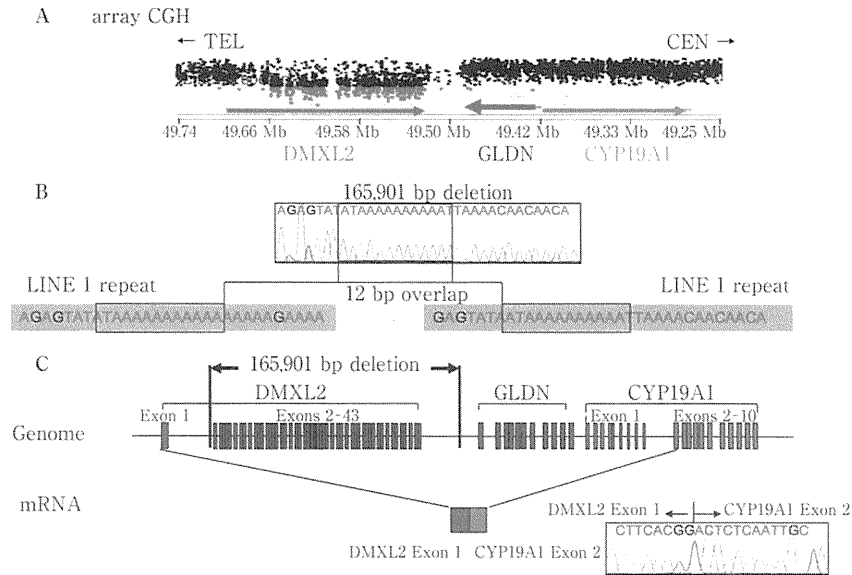 A array CGH
← TEL CEN →
49.74 49.66 Mb 49.58 Mb 49.50 Mb 49.42 Mb 49.33 Mb 49.25 Mb
DMXL2 GLDN CYP19A1
B
165,901 bp deletion
AGAGTATATAAAAAAAAAATTAAAACAACAACA
LINE 1 repeat LINE 1 repeat
12 bp overlap
AGAGTATATAAAAAAAAAAAAAAAAGAAAA GAGTATAATAAAAAAAAAATTAAAACAACAACA
C
165,901 bp deletion
DMXL2 GLDN CYP19A1
Exon 1 Exons 2-43 Exon 1 Exons 2-10
Genome
mRNA
DMXL2 Exon 1 CYP19A1 Exon 2
DMXL2 Exon 1 CYP19A1 Exon 2
CTTCACGGACTCTCAATTGC